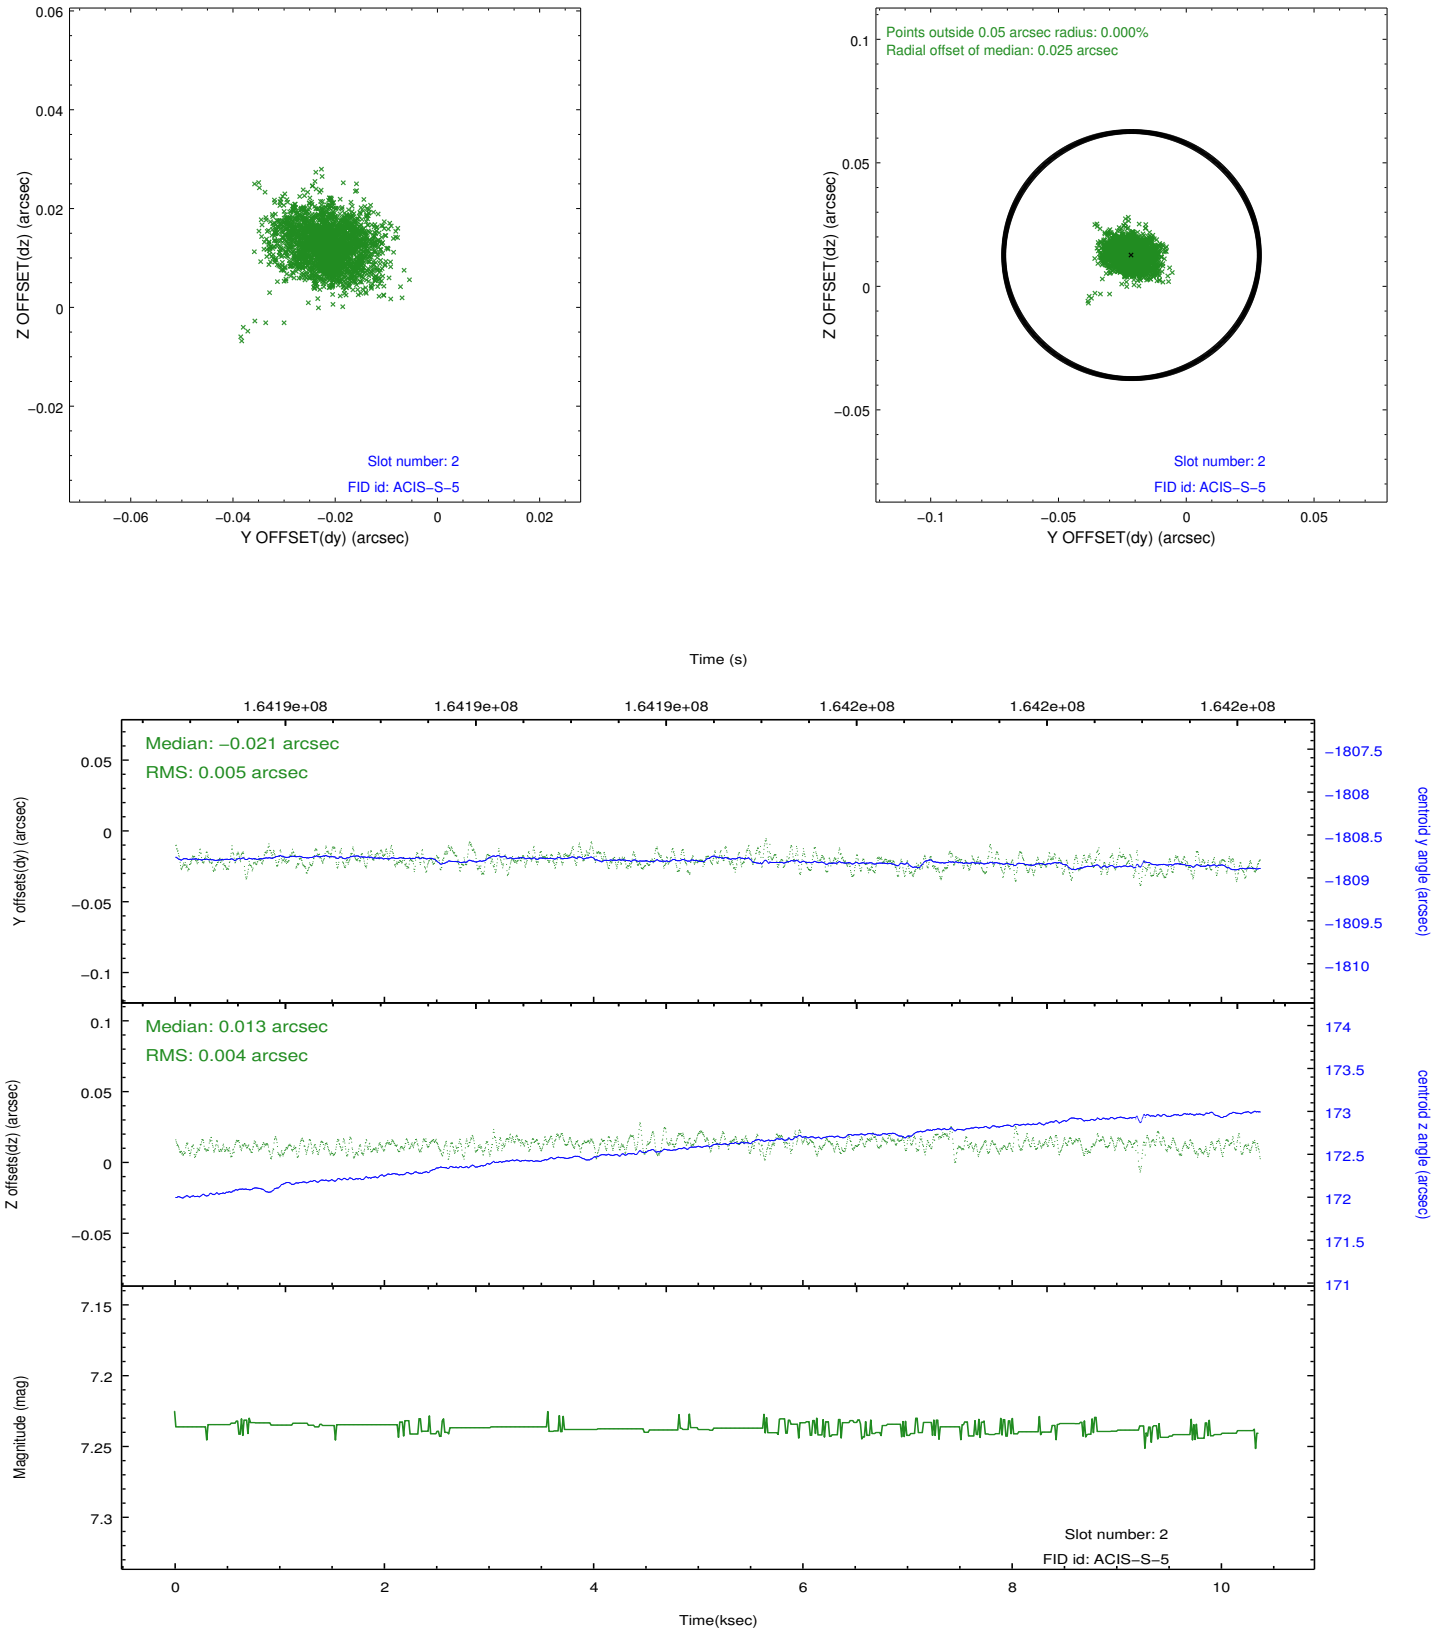 0.06
0.04
0.02
0
−0.02
Z OFFSET(dz) (arcsec)
−0.06
−0.04
−0.02
0
0.02
Y OFFSET(dy) (arcsec)
Slot number: 2
FID id: ACIS−S−5
Points outside 0.05 arcsec radius: 0.000%
Radial offset of median: 0.025 arcsec
0.1
0.05
0
−0.05
Z OFFSET(dz) (arcsec)
−0.1
−0.05
0
0.05
Y OFFSET(dy) (arcsec)
Slot number: 2
FID id: ACIS−S−5
Time (s)
1.6419e+08
1.6419e+08
1.6419e+08
1.642e+08
1.642e+08
1.642e+08
Median: −0.021 arcsec
RMS: 0.005 arcsec
0.05
0
−0.05
−0.1
Y offsets(dy) (arcsec)
−1807.5
−1808
−1808.5
−1809
−1809.5
−1810
centroid y angle (arcsec)
Median: 0.013 arcsec
RMS: 0.004 arcsec
0.1
0.05
0
−0.05
Z offsets(dz) (arcsec)
174
173.5
173
172.5
172
171.5
171
centroid z angle (arcsec)
7.15
7.2
7.25
7.3
Magnitude (mag)
Slot number: 2
FID id: ACIS−S−5
0
2
4
6
8
10
Time(ksec)